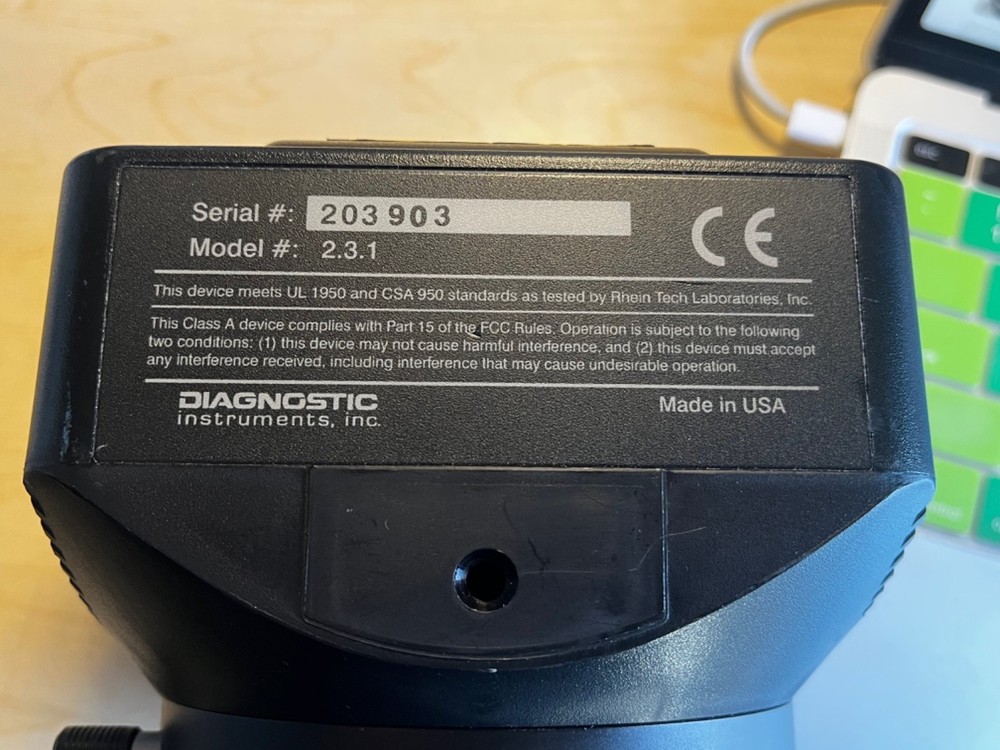 Serial #: 203903
Model #: 2.3.1
CE
This device meets UL 1950 and CSA 950 standards as tested by Rhein Tech Laboratories, Inc.
This Class A device complies with Part 15 of the FCC Rules. Operation is subject to the following
two conditions: (1) this device may not cause harmful interference, and (2) this device must accept
any interference received, including interference that may cause undesirable operation.
DIAGNOSTIC
instruments, inc.
Made in USA